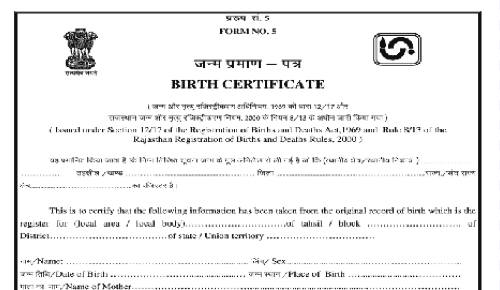 प्ररूप सं. 5
FORM NO. 5
सत्यमेव जयते
जन्म प्रमाण – पत्र
BIRTH CERTIFICATE
( जन्म और मृत्यु रजिस्ट्रीकरण अधिनियम, 1969 की धारा 12/17 और
राजस्थान जन्म और मृत्यु रजिस्ट्रीकरण नियम, 2000 के नियम 8/13 के अधीन जारी किया गया )
( Issued under Section 12/17 of the Registration of Births and Deaths Act,1969 and Rule 8/13 of the
Rajasthan Registration of Births and Deaths Rules, 2000 )
यह प्रमाणित किया जाता है कि निम्न लिखित सूचना जन्म के मूल अभिलेख से ली गई है जो कि (स्थानीय क्षेत्र/स्थानीय निकाय ) ....................
.................... तहसील /खण्ड ............................................ जिला ............................................ राज्य/संघ राज्य
क्षेत्र.................................का रजिस्टर है।
This is to certify that the following information has been taken from the original record of birth which is the
register for (local area / local body)................................of tahsil / block ............................ of
District....................................of state / Union territory ....................................
नाम/Name: ............................................................ लिंग/ Sex............................................................
जन्म तिथि/Date of Birth ........................................ जन्म स्थान /Place of Birth ........................................
माता का नाम/Name of Mother............................................................